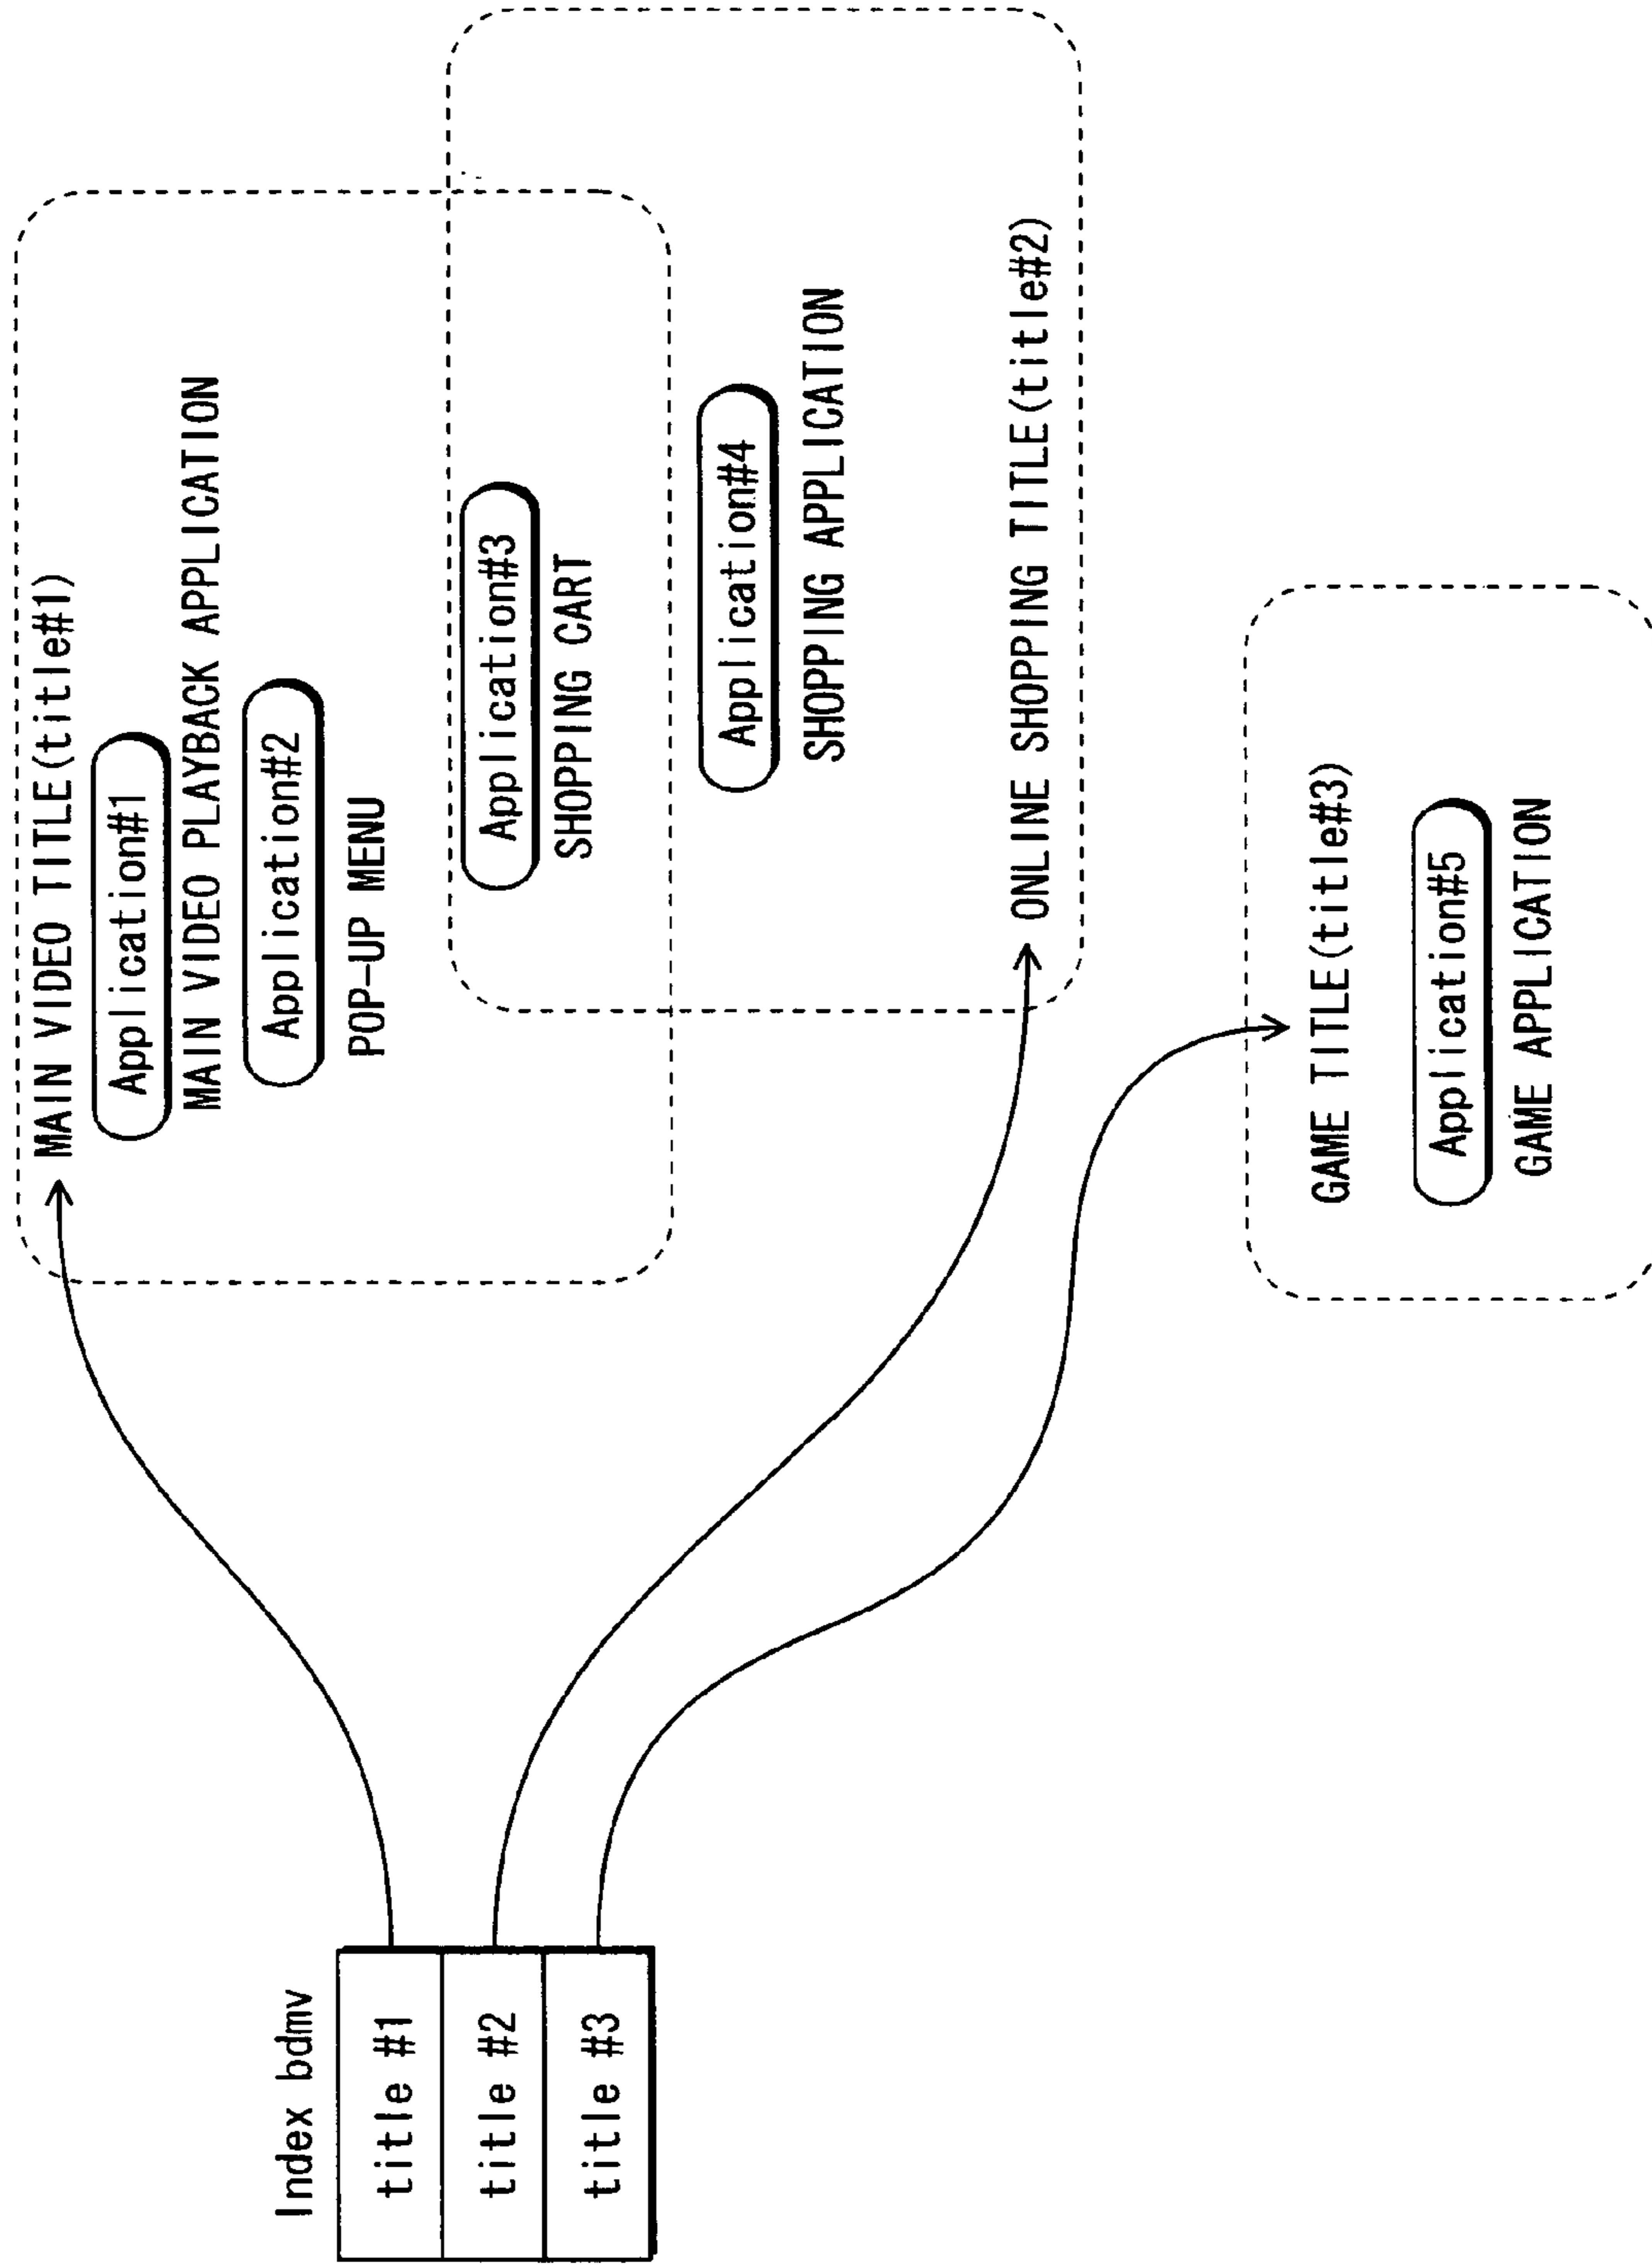 Index bdmv
title #1
title #2
title #3
MAIN VIDEO TITLE(title#1)
Application#1
MAIN VIDEO PLAYBACK APPLICATION
Application#2
POP-UP MENU
Application#3
SHOPPING CART
Application#4
SHOPPING APPLICATION
ONLINE SHOPPING TITLE(title#2)
GAME TITLE(title#3)
Application#5
GAME APPLICATION